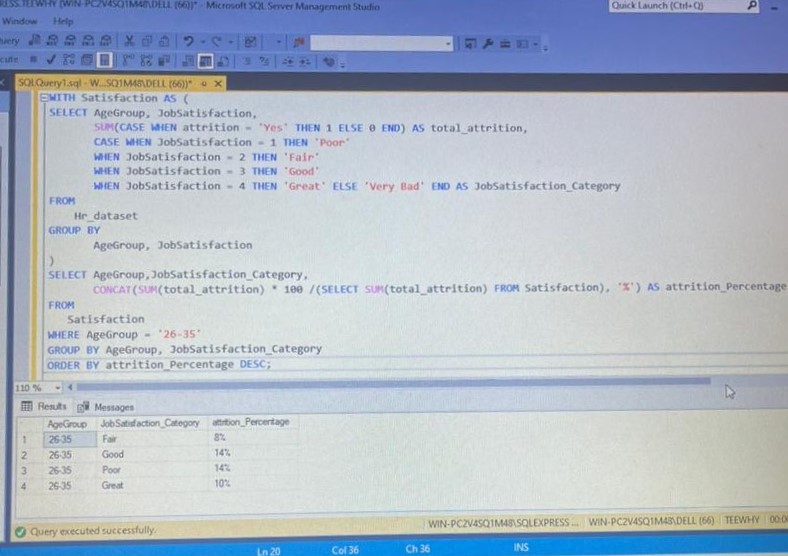 RESS.TEEWHY (WIN-PC2V4SQ1M48\DELL (66))* - Microsoft SQL Server Management Studio
Quick Launch (Ctrl+Q)
Window Help
SQLQuery1.sql - W...SQ1M48\DELL (66))*
WITH Satisfaction AS (
SELECT AgeGroup, JobSatisfaction,
SUM(CASE WHEN attrition = 'Yes' THEN 1 ELSE 0 END) AS total_attrition,
CASE WHEN JobSatisfaction = 1 THEN 'Poor'
WHEN JobSatisfaction = 2 THEN 'Fair'
WHEN JobSatisfaction = 3 THEN 'Good'
WHEN JobSatisfaction = 4 THEN 'Great' ELSE 'Very Bad' END AS JobSatisfaction_Category
FROM
Hr_dataset
GROUP BY
AgeGroup, JobSatisfaction
)
SELECT AgeGroup,JobSatisfaction_Category,
CONCAT(SUM(total_attrition) * 100 /(SELECT SUM(total_attrition) FROM Satisfaction), '%') AS attrition_Percentage
FROM
Satisfaction
WHERE AgeGroup = '26-35'
GROUP BY AgeGroup, JobSatisfaction_Category
ORDER BY attrition_Percentage DESC;
110 %
Results Messages
AgeGroup JobSatisfaction_Category attrition_Percentage
1 26-35 Fair 8%
2 26-35 Good 14%
3 26-35 Poor 14%
4 26-35 Great 10%
Query executed successfully.
WIN-PC2V4SQ1M48\SQLEXPRESS ... WIN-PC2V4SQ1M48\DELL (66) TEEWHY 00:0
Ln 20 Col 36 Ch 36 INS